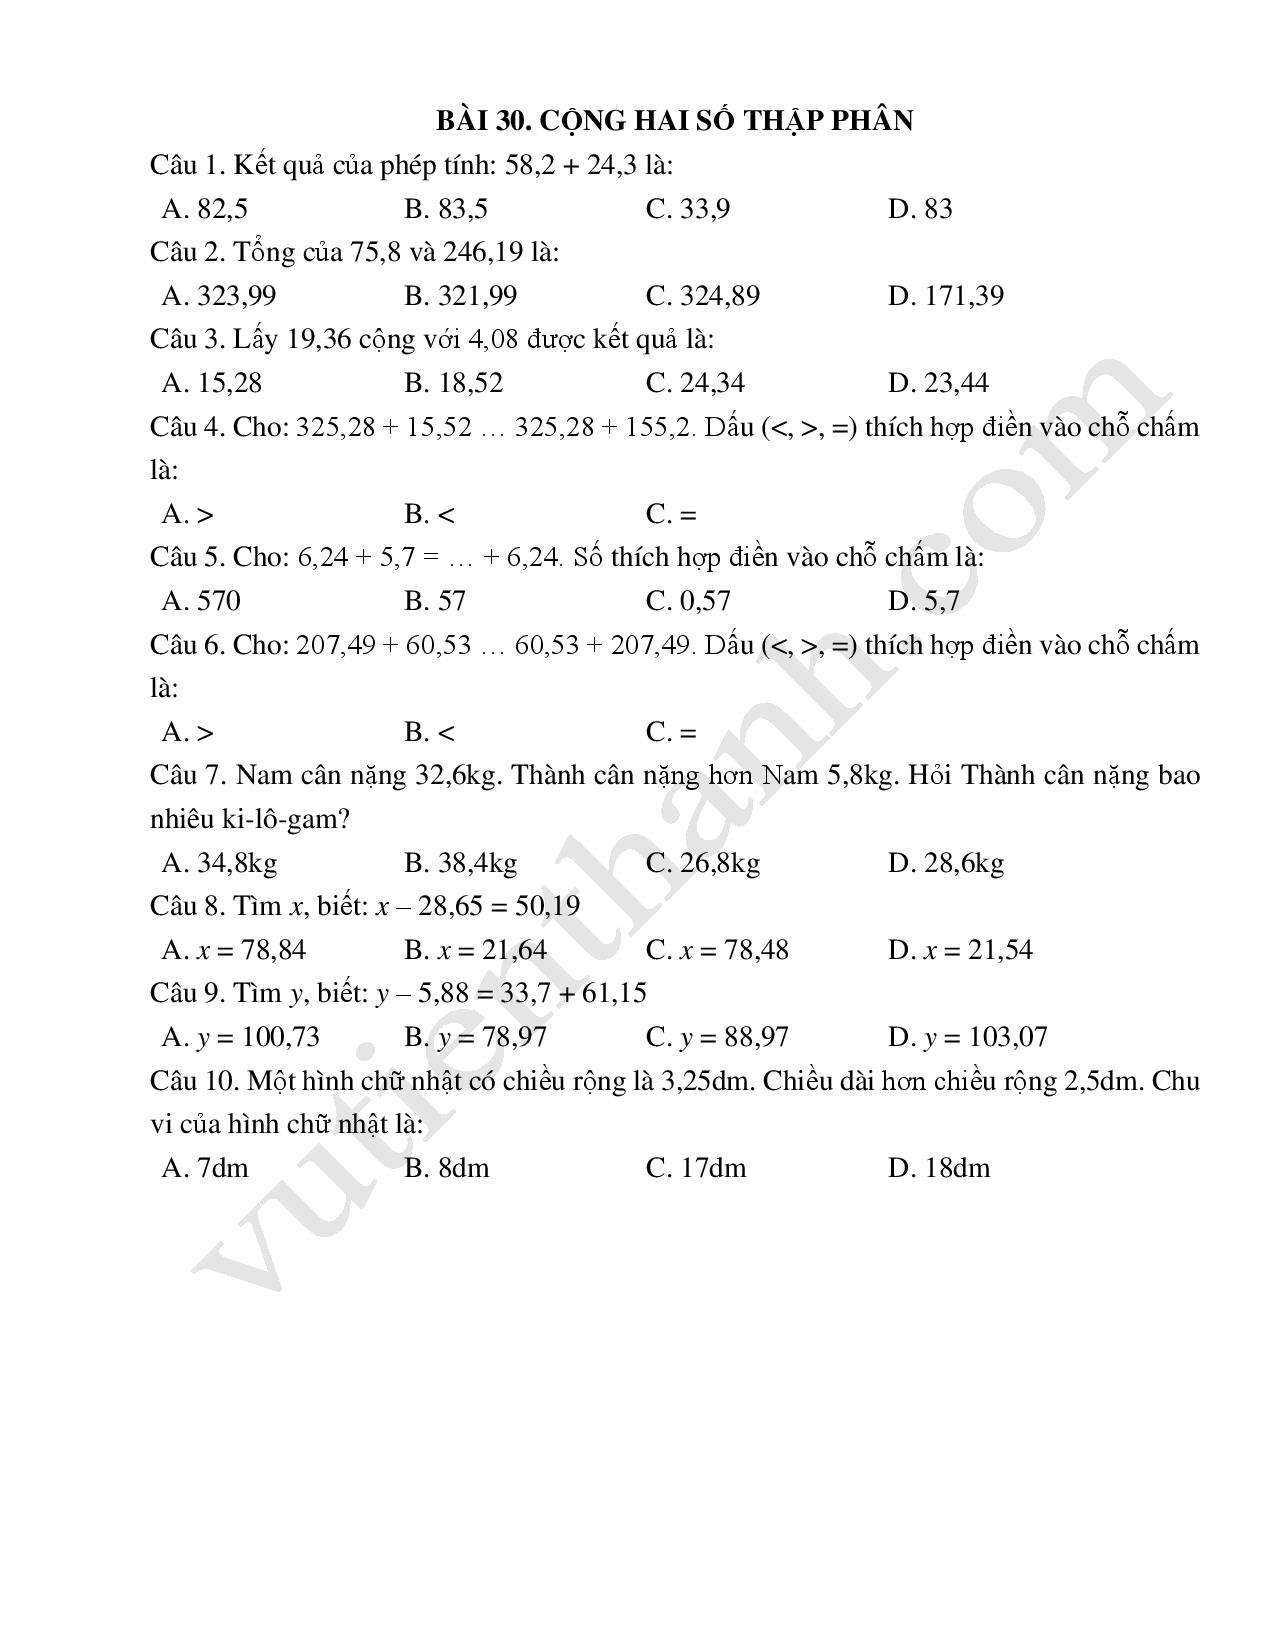 BÀI 30. CỘNG HAI SỐ THẬP PHÂN
Câu 1. Kết quả của phép tính: 58,2 + 24,3 là:
A. 82,5 B. 83,5 C. 33,9 D. 83
Câu 2. Tổng của 75,8 và 246,19 là:
A. 323,99 B. 321,99 C. 324,89 D. 171,39
Câu 3. Lấy 19,36 cộng với 4,08 được kết quả là:
A. 15,28 B. 18,52 C. 24,34 D. 23,44
Câu 4. Cho: 325,28 + 15,52 … 325,28 + 155,2. Dấu (<, >, =) thích hợp điền vào chỗ chấm
là:
A. > B. < C. =
Câu 5. Cho: 6,24 + 5,7 = … + 6,24. Số thích hợp điền vào chỗ chấm là:
A. 570 B. 57 C. 0,57 D. 5,7
Câu 6. Cho: 207,49 + 60,53 … 60,53 + 207,49. Dấu (<, >, =) thích hợp điền vào chỗ chấm
là:
A. > B. < C. =
Câu 7. Nam cân nặng 32,6kg. Thành cân nặng hơn Nam 5,8kg. Hỏi Thành cân nặng bao
nhiêu ki-lô-gam?
A. 34,8kg B. 38,4kg C. 26,8kg D. 28,6kg
Câu 8. Tìm x, biết: x – 28,65 = 50,19
A. x = 78,84 B. x = 21,64 C. x = 78,48 D. x = 21,54
Câu 9. Tìm y, biết: y – 5,88 = 33,7 + 61,15
A. y = 100,73 B. y = 78,97 C. y = 88,97 D. y = 103,07
Câu 10. Một hình chữ nhật có chiều rộng là 3,25dm. Chiều dài hơn chiều rộng 2,5dm. Chu
vi của hình chữ nhật là:
A. 7dm B. 8dm C. 17dm D. 18dm
vutienthanh.com